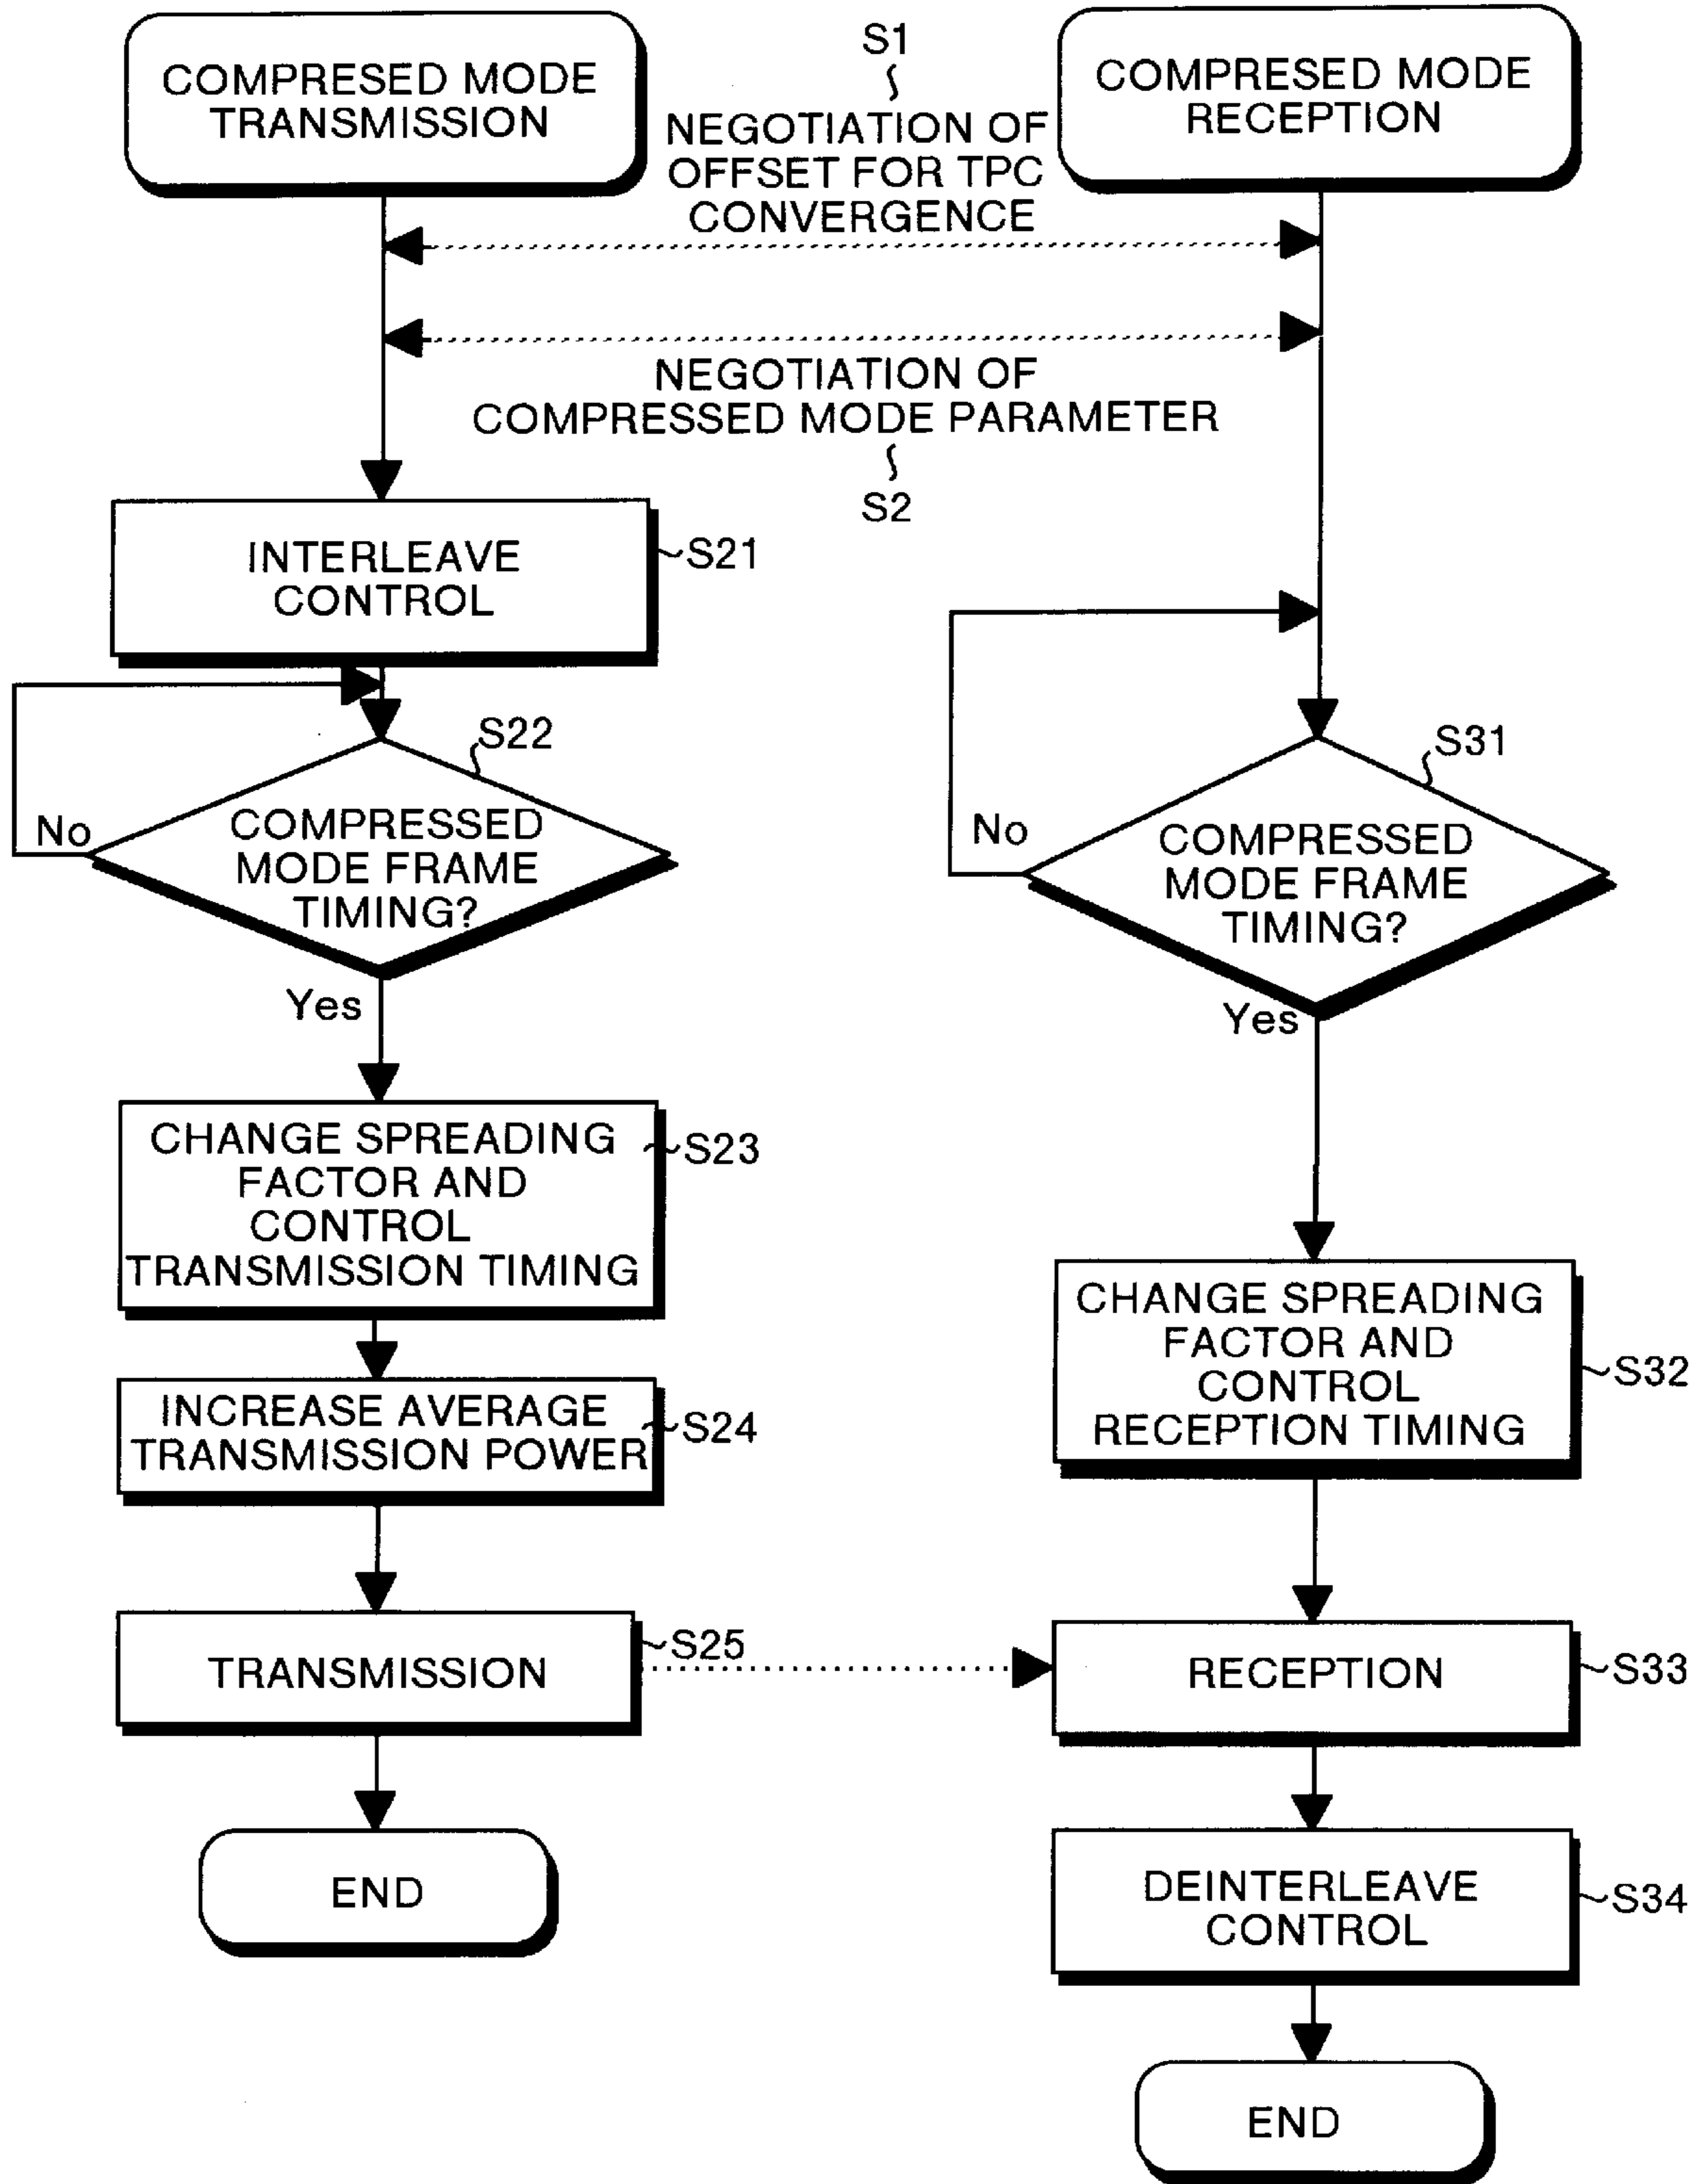 COMPRESED MODE
TRANSMISSION
S1
NEGOTIATION OF
OFFSET FOR TPC
CONVERGENCE
COMPRESED MODE
RECEPTION
NEGOTIATION OF
COMPRESSED MODE PARAMETER
S2
INTERLEAVE
CONTROL
S21
S22
COMPRESSED
MODE FRAME
TIMING?
No
Yes
CHANGE SPREADING
FACTOR AND
CONTROL
TRANSMISSION TIMING
S23
INCREASE AVERAGE
TRANSMISSION POWER
S24
TRANSMISSION
S25
END
S31
COMPRESSED
MODE FRAME
TIMING?
No
Yes
CHANGE SPREADING
FACTOR AND
CONTROL
RECEPTION TIMING
S32
RECEPTION
S33
DEINTERLEAVE
CONTROL
S34
END